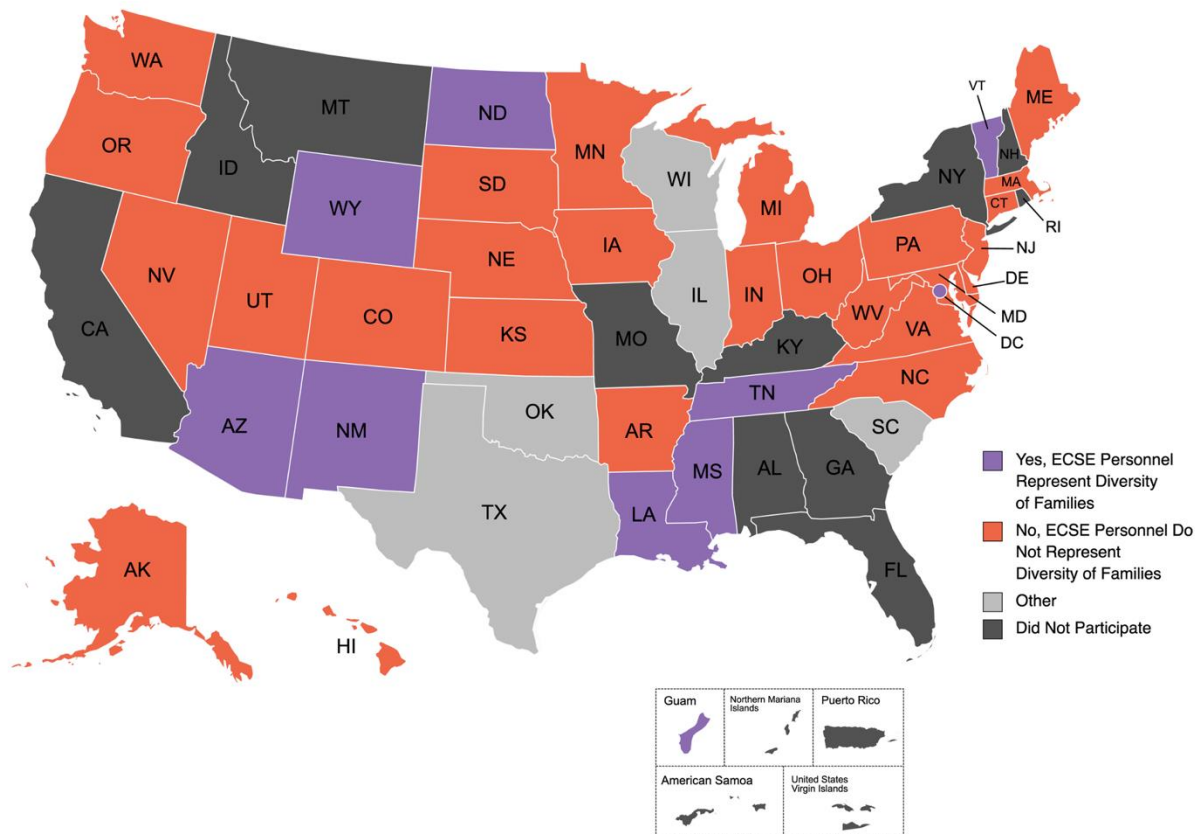 WA
MT
ND
MN
VT
ME
OR
ID
SD
WI
NY
NH
MA
WY
MI
CT
RI
IA
PA
NJ
NE
NV
UT
IL
IN
OH
DE
CA
CO
WV
MD
KS
MO
VA
DC
KY
NC
TN
AZ
NM
OK
AR
SC
MS
AL
GA
TX
LA
FL
AK
HI
Yes, ECSE Personnel
Represent Diversity
of Families
No, ECSE Personnel Do
Not Represent
Diversity of Families
Other
Did Not Participate
Guam
Northern Mariana
Islands
Puerto Rico
American Samoa
United States
Virgin Islands